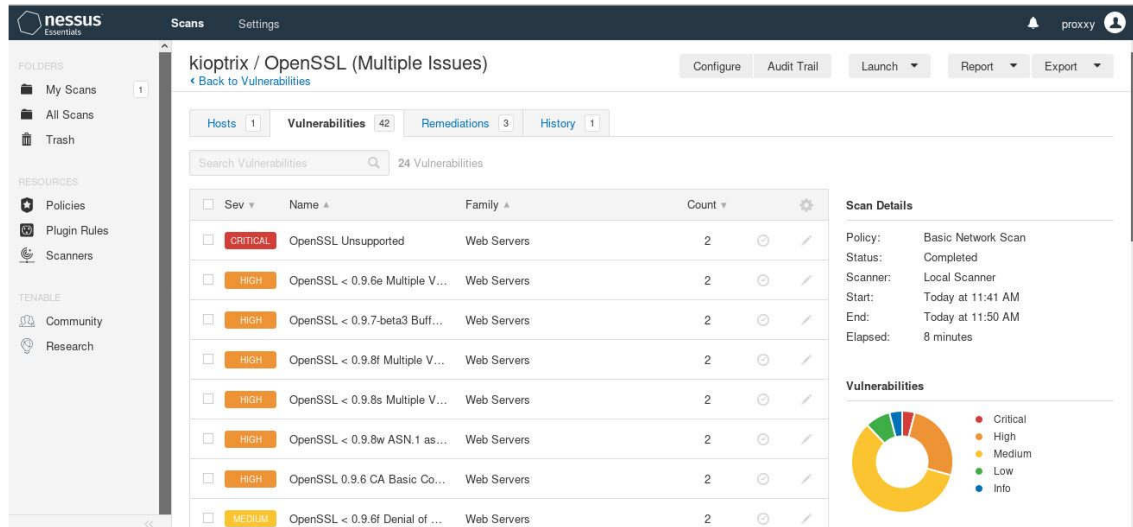 nessus
Essentials
Scans
Settings
proxxy
FOLDERS
My Scans 1
All Scans
Trash
RESOURCES
Policies
Plugin Rules
Scanners
TENABLE
Community
Research
kioptrix / OpenSSL (Multiple Issues)
Back to Vulnerabilities
Configure Audit Trail Launch Report Export
Hosts 1 Vulnerabilities 42 Remediations 3 History 1
Search Vulnerabilities 24 Vulnerabilities
Sev Name Family Count
CRITICAL OpenSSL Unsupported Web Servers 2
HIGH OpenSSL < 0.9.6e Multiple V... Web Servers 2
HIGH OpenSSL < 0.9.7-beta3 Buff... Web Servers 2
HIGH OpenSSL < 0.9.8f Multiple V... Web Servers 2
HIGH OpenSSL < 0.9.8s Multiple V... Web Servers 2
HIGH OpenSSL < 0.9.8w ASN.1 as... Web Servers 2
HIGH OpenSSL 0.9.6 CA Basic Co... Web Servers 2
MEDIUM OpenSSL < 0.9.6f Denial of ... Web Servers 2
Scan Details
Policy: Basic Network Scan
Status: Completed
Scanner: Local Scanner
Start: Today at 11:41 AM
End: Today at 11:50 AM
Elapsed: 8 minutes
Vulnerabilities
Critical
High
Medium
Low
Info